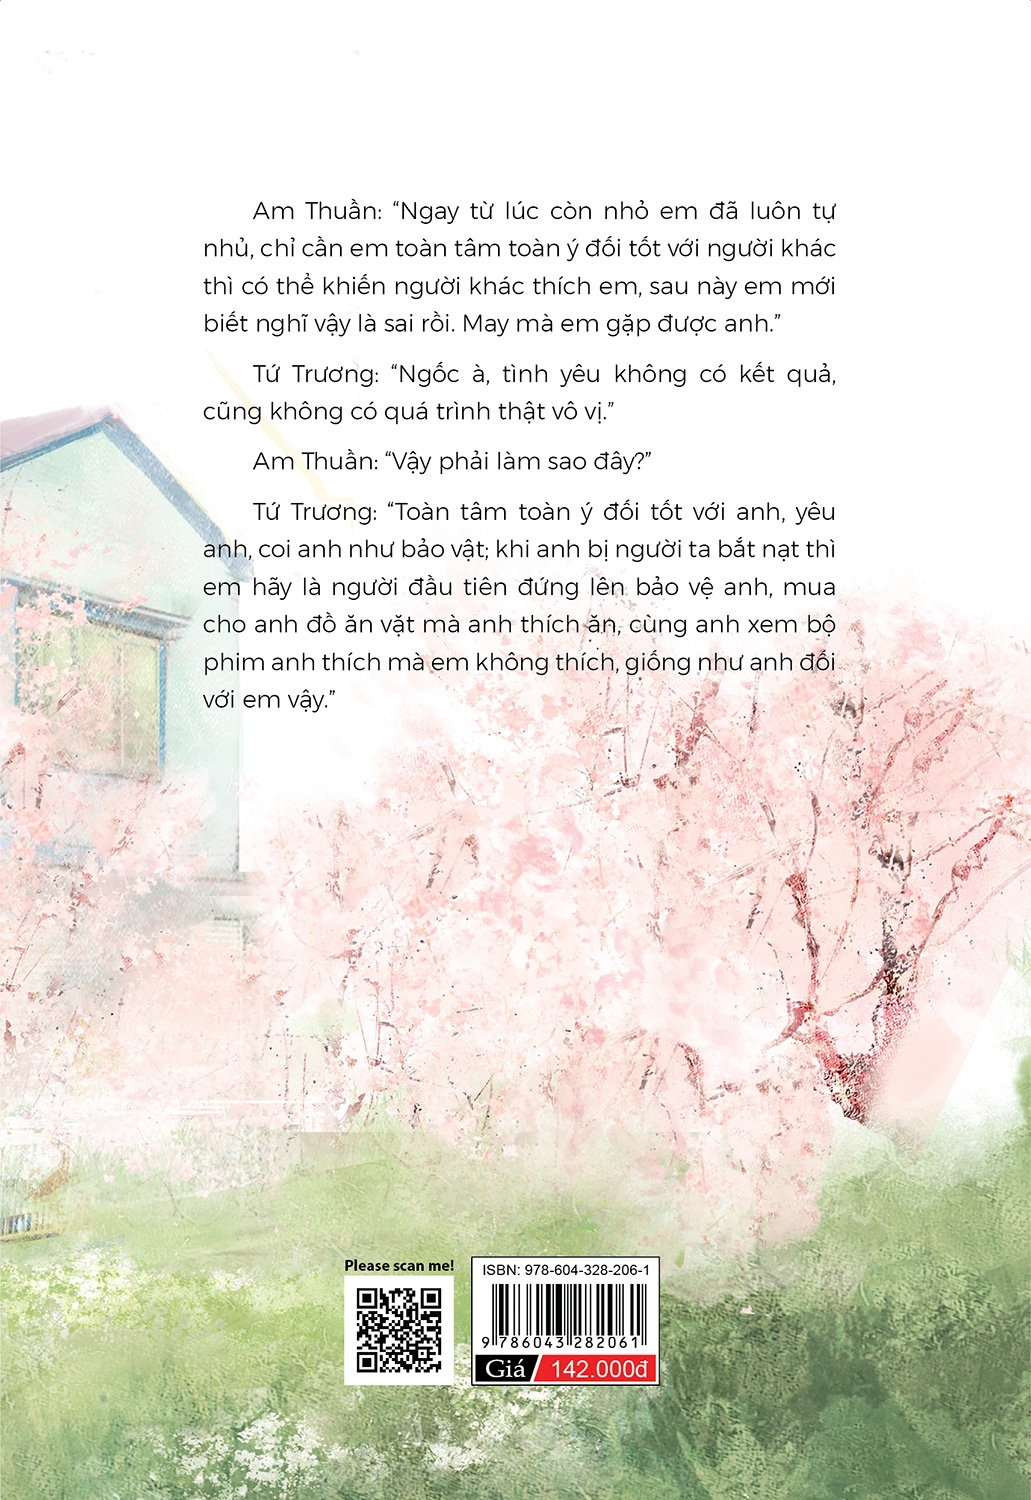 Am Thuần: “Ngay từ lúc còn nhỏ em đã luôn tự
nhủ, chỉ cần em toàn tâm toàn ý đối tốt với người khác
thì có thể khiến người khác thích em, sau này em mới
biết nghĩ vậy là sai rồi. May mà em gặp được anh.”
Tứ Trương: “Ngốc à, tình yêu không có kết quả,
cũng không có quá trình thật vô vị.”
Am Thuần: “Vậy phải làm sao đây?”
Tứ Trương: “Toàn tâm toàn ý đối tốt với anh, yêu
anh, coi anh như bảo vật; khi anh bị người ta bắt nạt thì
em hãy là người đầu tiên đứng lên bảo vệ anh, mua
cho anh đồ ăn vặt mà anh thích ăn, cùng anh xem bộ
phim anh thích mà em không thích, giống như anh đối
với em vậy.”
Please scan me!
ISBN: 978-604-328-206-1
9 786043 282061
Giá 142.000đ